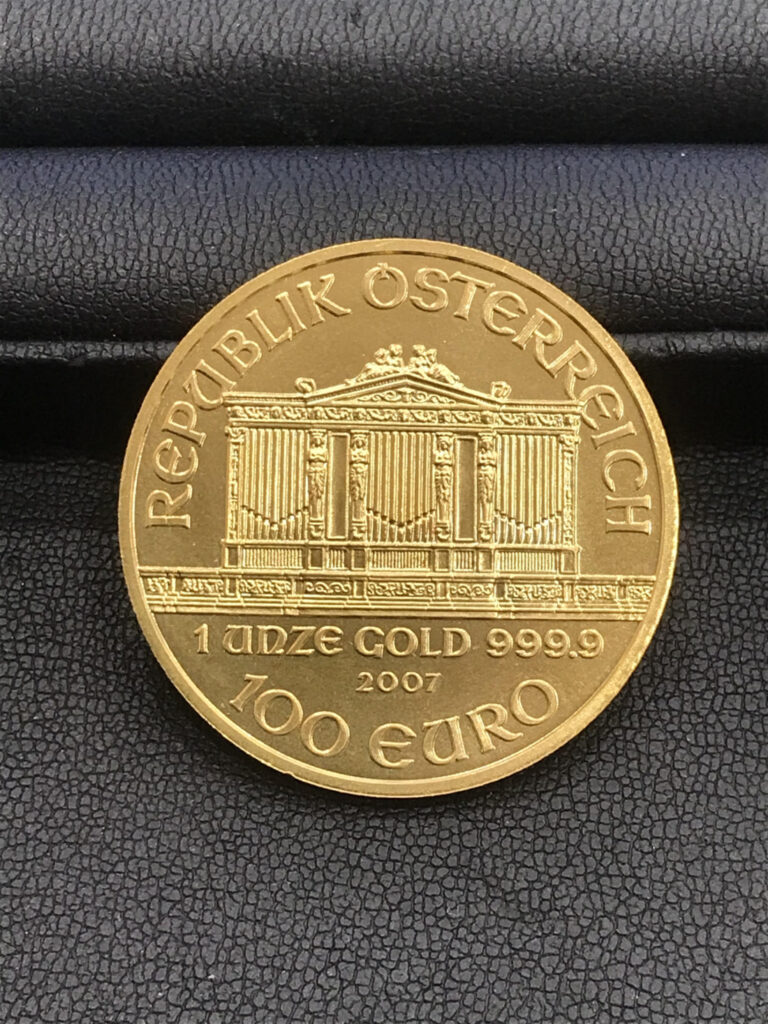 REPUBLIK ÖSTERREICH
1 UNZE GOLD 999.9
2007
100 EURO